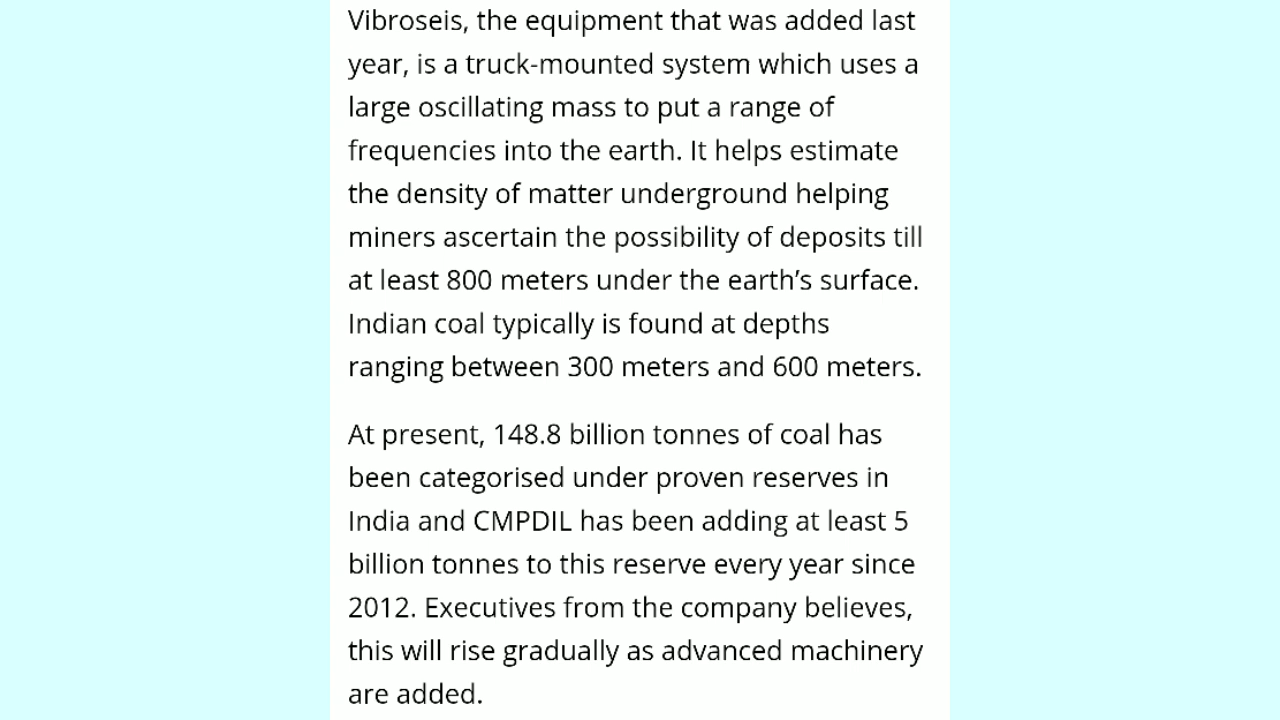 Vibroseis, the equipment that was added last
year, is a truck-mounted system which uses a
large oscillating mass to put a range of
frequencies into the earth. It helps estimate
the density of matter underground helping
miners ascertain the possibility of deposits till
at least 800 meters under the earth’s surface.
Indian coal typically is found at depths
ranging between 300 meters and 600 meters.
At present, 148.8 billion tonnes of coal has
been categorised under proven reserves in
India and CMPDIL has been adding at least 5
billion tonnes to this reserve every year since
2012. Executives from the company believes,
this will rise gradually as advanced machinery
are added.